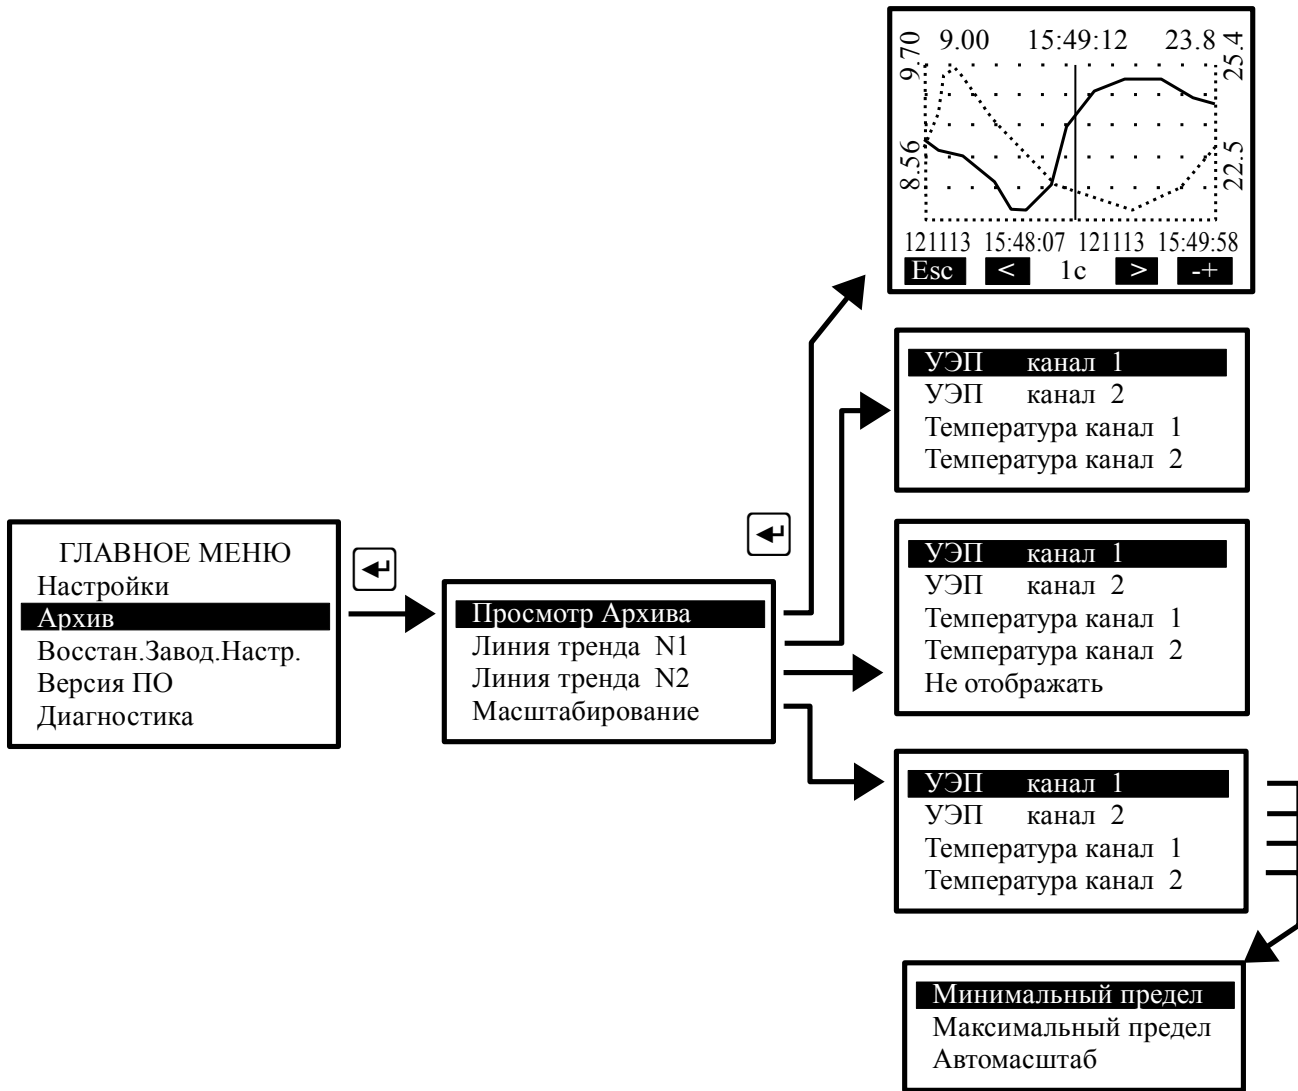 9.70
9.00 15:49:12 23.8
25.4
8.56
22.5
121113 15:48:07 121113 15:49:58
Esc < 1с > -+
УЭП канал 1
УЭП канал 2
Температура канал 1
Температура канал 2
ГЛАВНОЕ МЕНЮ
Настройки
Архив
Восстан.Завод.Настр.
Версия ПО
Диагностика
Просмотр Архива
Линия тренда N1
Линия тренда N2
Масштабирование
УЭП канал 1
УЭП канал 2
Температура канал 1
Температура канал 2
Не отображать
УЭП канал 1
УЭП канал 2
Температура канал 1
Температура канал 2
Минимальный предел
Максимальный предел
Автомасштаб